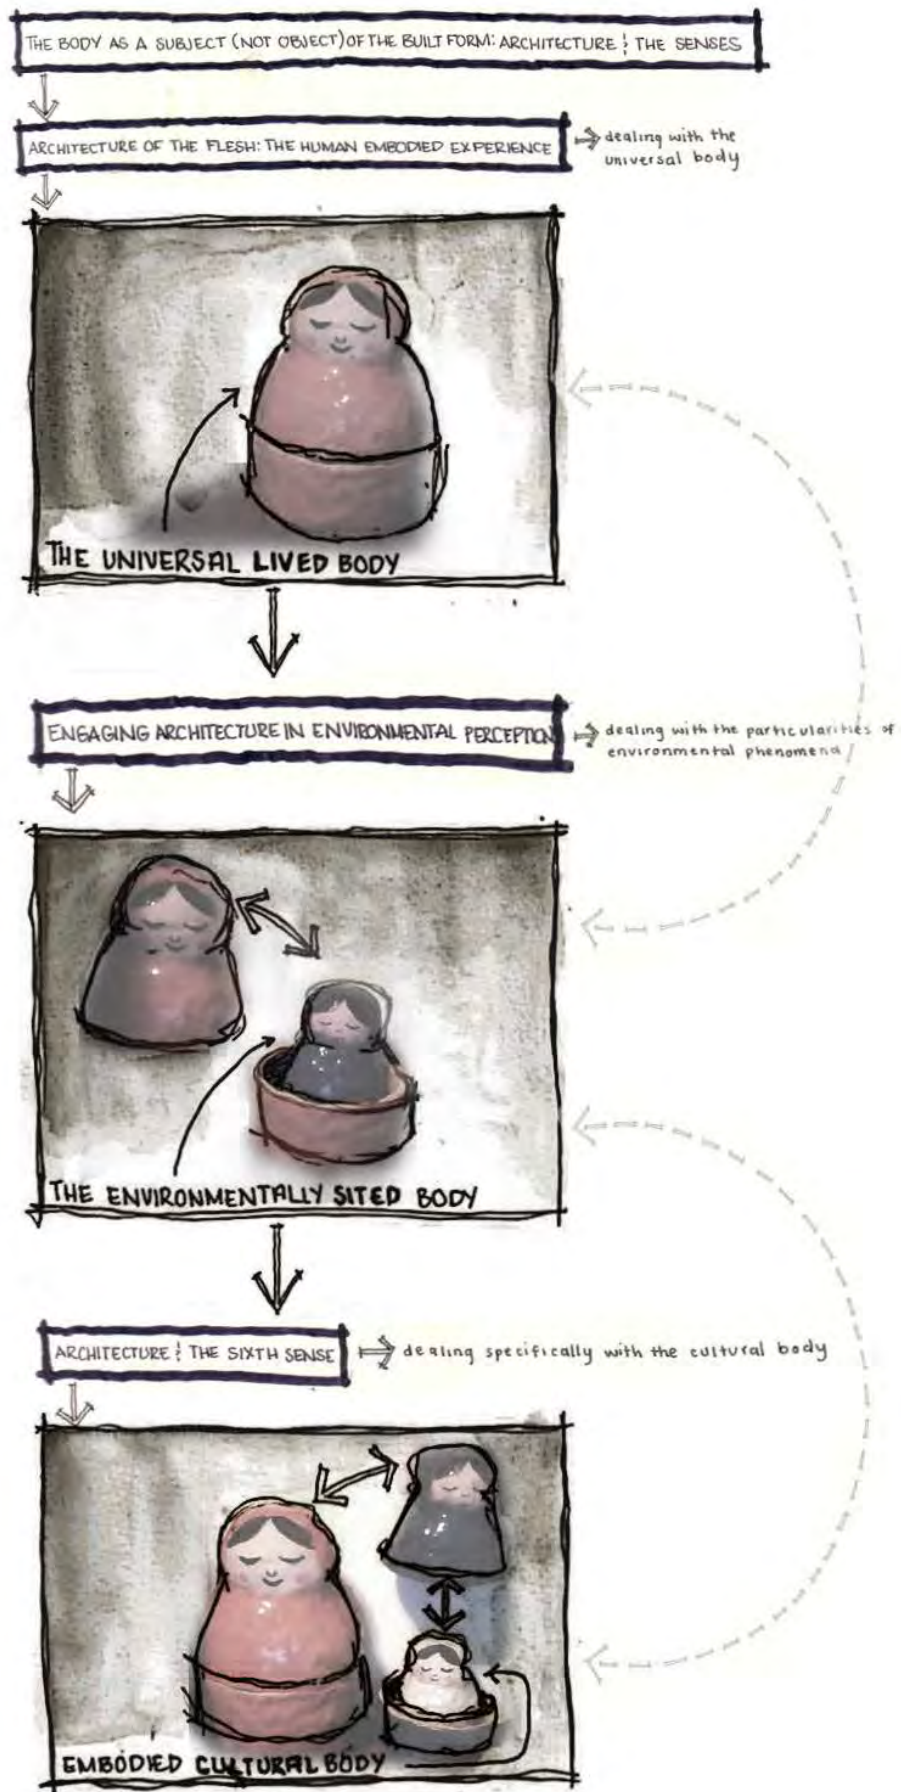 THE BODY AS A SUBJECT (NOT OBJECT) OF THE BUILT FORM: ARCHITECTURE & THE SENSES
ARCHITECTURE OF THE FLESH: THE HUMAN EMBODIED EXPERIENCE
dealing with the
universal body
THE UNIVERSAL LIVED BODY
ENGAGING ARCHITECTURE IN ENVIRONMENTAL PERCEPTION
dealing with the particularities of
environmental phenomena
THE ENVIRONMENTALLY SITED BODY
ARCHITECTURE & THE SIXTH SENSE
dealing specifically with the cultural body
EMBODIED CULTURAL BODY